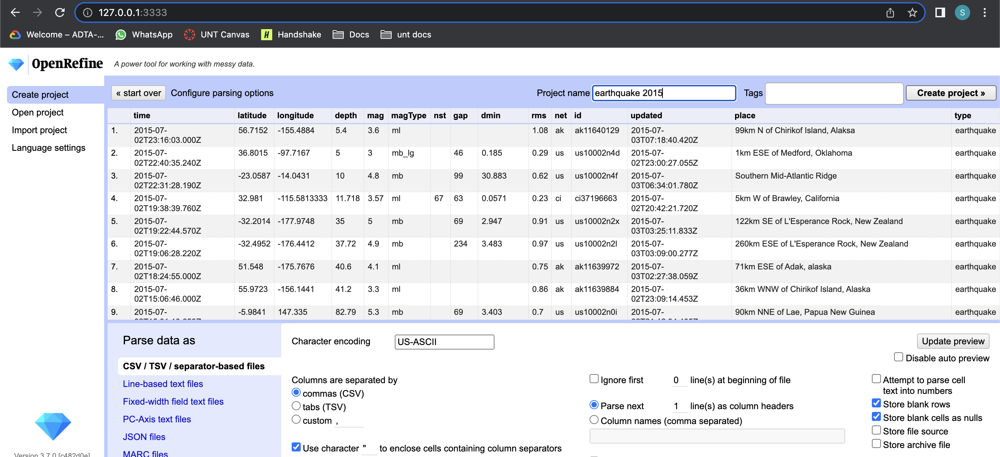 127.0.0.1:3333
S
Welcome – ADTA-... WhatsApp UNT Canvas H Handshake Docs unt docs
OpenRefine A power tool for working with messy data.
Create project
Open project
Import project
Language settings
« start over Configure parsing options Project name earthquake 2015 Tags Create project »
time latitude longitude depth mag magType nst gap dmin rms net id updated place type
1. 2015-07-02T23:16:03.000Z 56.7152 -155.4884 5.4 3.6 ml 1.08 ak ak11640129 2015-07-03T07:18:40.420Z 99km N of Chirikof Island, Alaksa earthquake
2. 2015-07-02T22:40:35.240Z 36.8015 -97.7167 5 3 mb_lg 46 0.185 0.29 us us10002n4d 2015-07-02T23:00:27.055Z 1km ESE of Medford, Oklahoma earthquake
3. 2015-07-02T22:31:28.190Z -23.0587 -14.0431 10 4.8 mb 99 30.883 0.62 us us10002n4f 2015-07-03T06:34:01.780Z Southern Mid-Atlantic Ridge earthquake
4. 2015-07-02T19:38:39.760Z 32.981 -115.5813333 11.718 3.57 ml 67 63 0.0571 0.23 ci ci37196663 2015-07-02T20:42:21.720Z 5km W of Brawley, California earthquake
5. 2015-07-02T19:22:44.570Z -32.2014 -177.9748 35 5 mb 69 2.947 0.91 us us10002n2x 2015-07-03T03:25:11.833Z 122km SE of L'Esperance Rock, New Zealand earthquake
6. 2015-07-02T19:06:28.220Z -32.4952 -176.4412 37.72 4.9 mb 234 3.483 0.97 us us10002n2l 2015-07-03T03:09:00.277Z 260km ESE of L'Esperance Rock, New Zealand earthquake
7. 2015-07-02T18:24:55.000Z 51.548 -175.7676 40.6 4.1 ml 0.75 ak ak11639972 2015-07-03T02:27:38.059Z 71km ESE of Adak, alaska earthquake
8. 2015-07-02T15:06:46.000Z 55.9723 -156.1441 41.2 3.3 ml 0.86 ak ak11639884 2015-07-02T23:09:14.453Z 36km WNW of Chirikof Island, Alaska earthquake
9. 2015-07- -5.9841 147.335 82.79 5.3 mb 69 3.403 0.7 us us10002n0i 2015-07- 90km NNE of Lae, Papua New Guinea earthquake
Parse data as
CSV / TSV / separator-based files
Line-based text files
Fixed-width field text files
PC-Axis text files
JSON files
MARC files
Character encoding US-ASCII
Update preview
Disable auto preview
Columns are separated by
commas (CSV)
tabs (TSV)
custom ,
Use character " to enclose cells containing column separators
Ignore first 0 line(s) at beginning of file
Parse next 1 line(s) as column headers
Column names (comma separated)
Attempt to parse cell
text into numbers
Store blank rows
Store blank cells as nulls
Store file source
Store archive file
Version 3.7.0 [c482d0e]